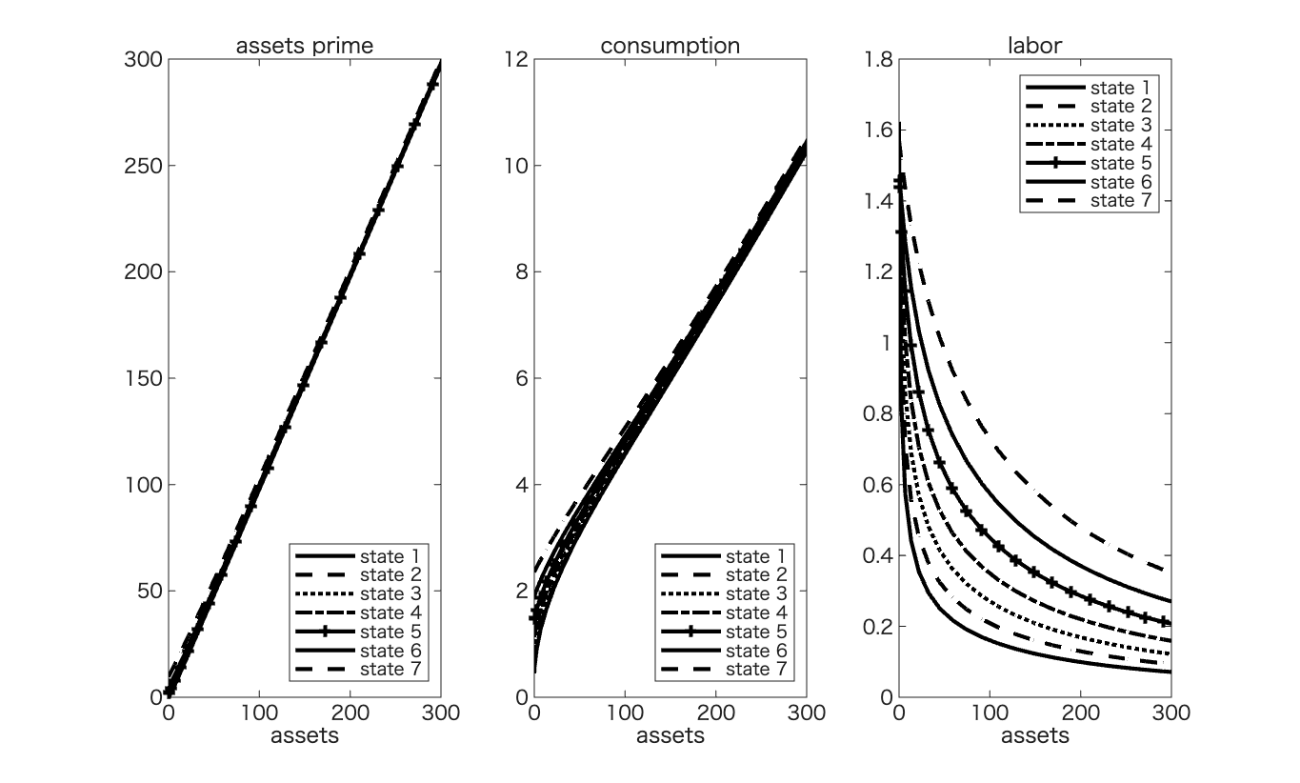 assets prime
300
250
200
150
100
50
0
state 1
state 2
state 3
state 4
state 5
state 6
state 7
0 100 200 300
assets
consumption
12
10
8
6
4
2
0
state 1
state 2
state 3
state 4
state 5
state 6
state 7
0 100 200 300
assets
labor
1.8
1.6
1.4
1.2
1
0.8
0.6
0.4
0.2
0
state 1
state 2
state 3
state 4
state 5
state 6
state 7
0 100 200 300
assets